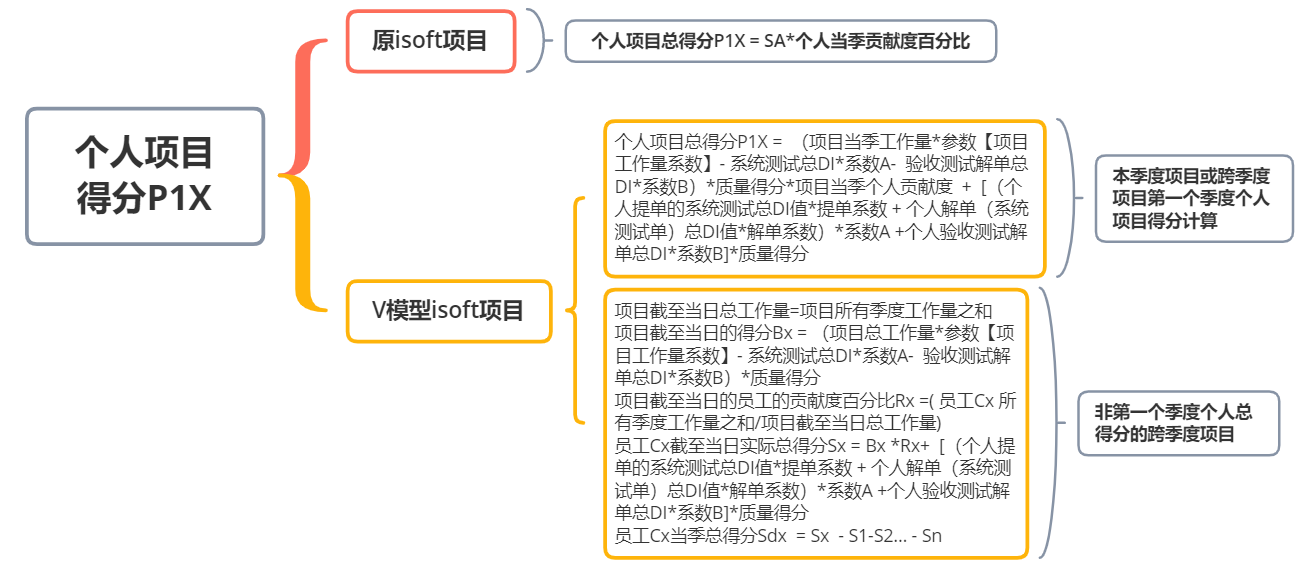 个人项目
得分P1X
原isoft项目
个人项目总得分P1X = SA*个人当季贡献度百分比
V模型isoft项目
个人项目总得分P1X = （项目当季工作量*参数【项目
工作量系数】- 系统测试总DI*系数A- 验收测试解单总
DI*系数B）*质量得分*项目当季个人贡献度 + [（个
人提单的系统测试总DI值*提单系数 + 个人解单（系统
测试单）总DI值*解单系数）*系数A +个人验收测试解
单总DI*系数B]*质量得分
本季度项目或跨季度
项目第一个季度个人
项目得分计算
项目截至当日总工作量=项目所有季度工作量之和
项目截至当日的得分Bx = （项目总工作量*参数【项
目工作量系数】- 系统测试总DI*系数A- 验收测试解
单总DI*系数B）*质量得分
项目截至当日的员工的贡献度百分比Rx =( 员工Cx 所
有季度工作量之和/项目截至当日总工作量)
员工Cx截至当日实际总得分Sx = Bx *Rx+ [（个人提
单的系统测试总DI值*提单系数 + 个人解单（系统测
试单）总DI值*解单系数）*系数A +个人验收测试解
单总DI*系数B]*质量得分
员工Cx当季总得分Sdx = Sx - S1-S2... - Sn
非第一个季度个人总
得分的跨季度项目